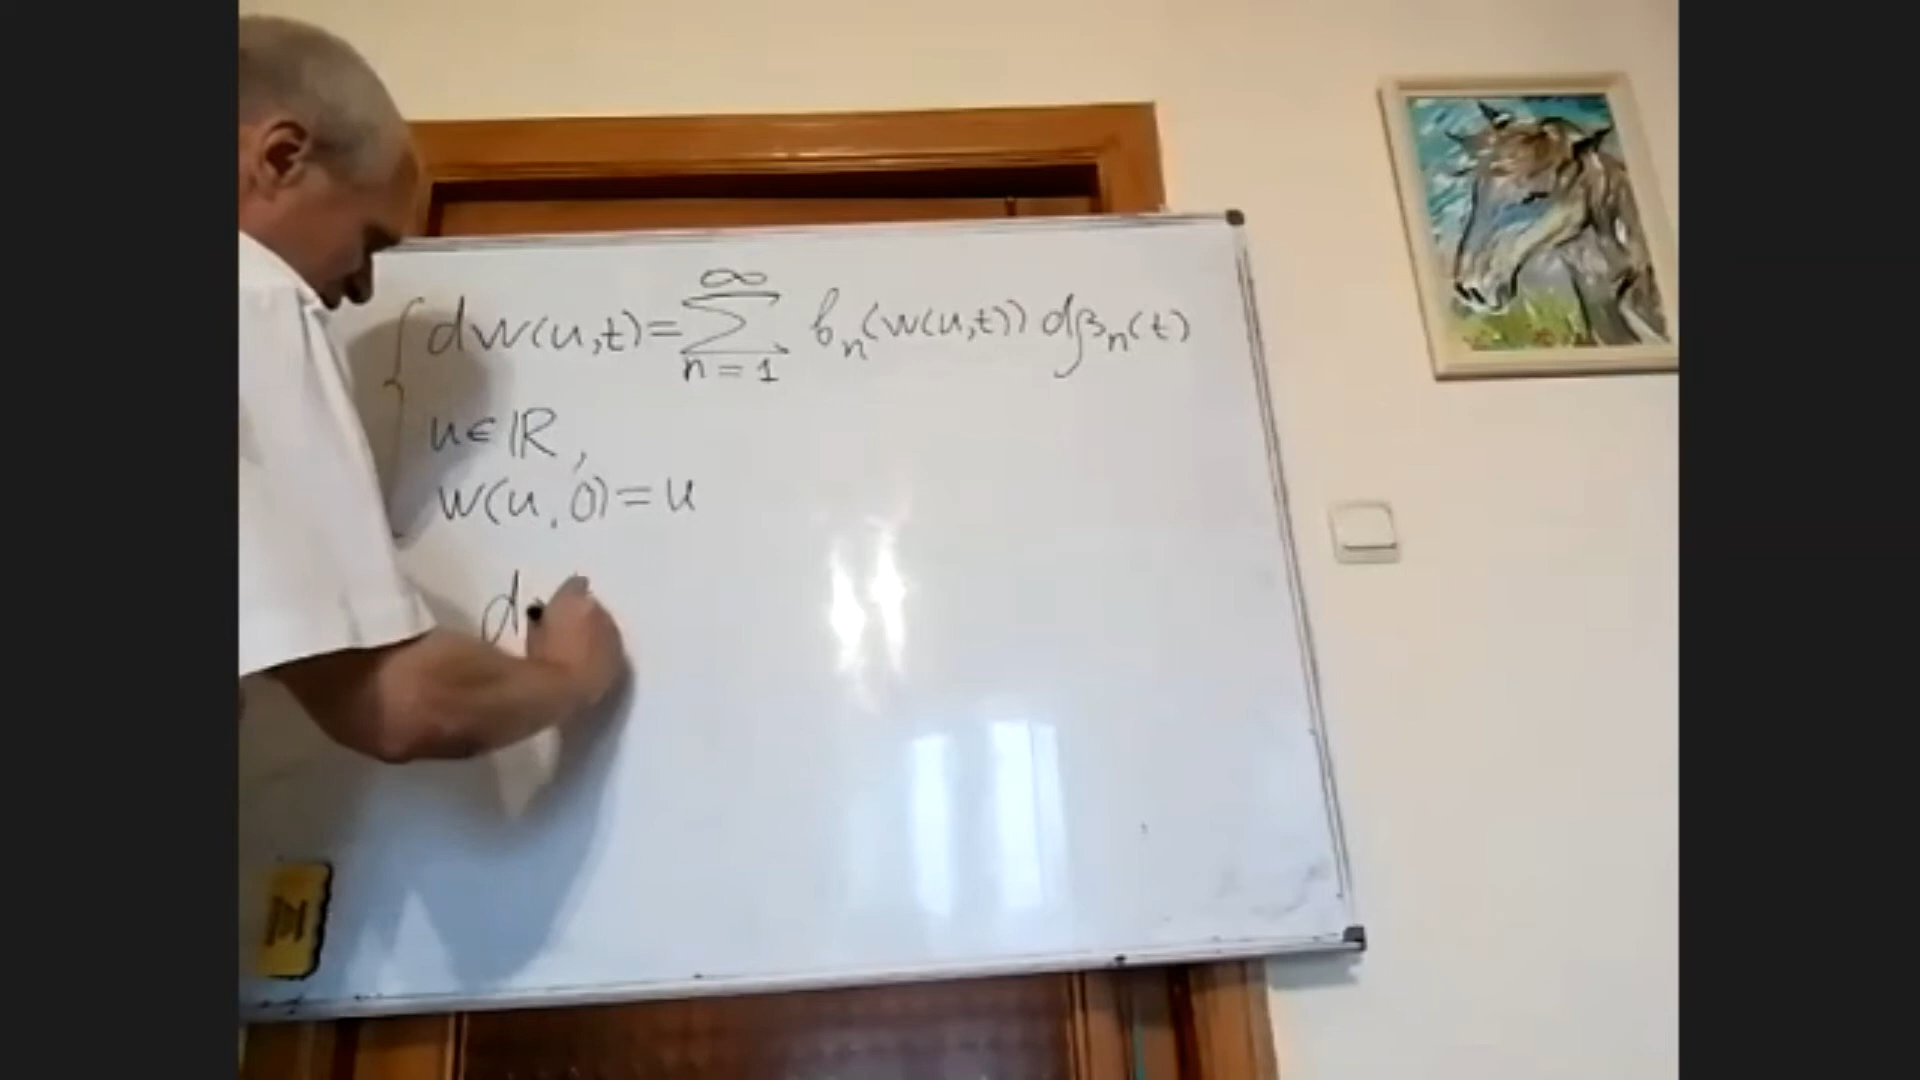 dw(u,t)=∑_{n=1}^{∞} b_n(w(u,t)) dβ_n(t)
u∈ℝ,
w(u,0)=u
d